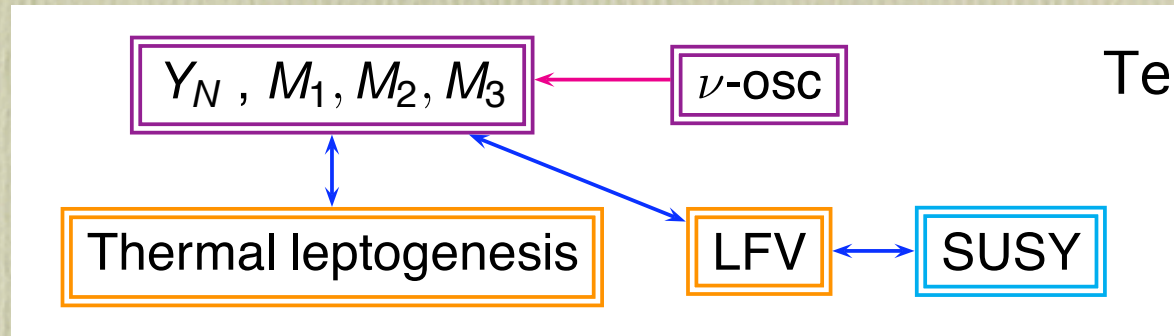 Y_N , M_1, M_2, M_3
ν-osc
Te
Thermal leptogenesis
LFV
SUSY